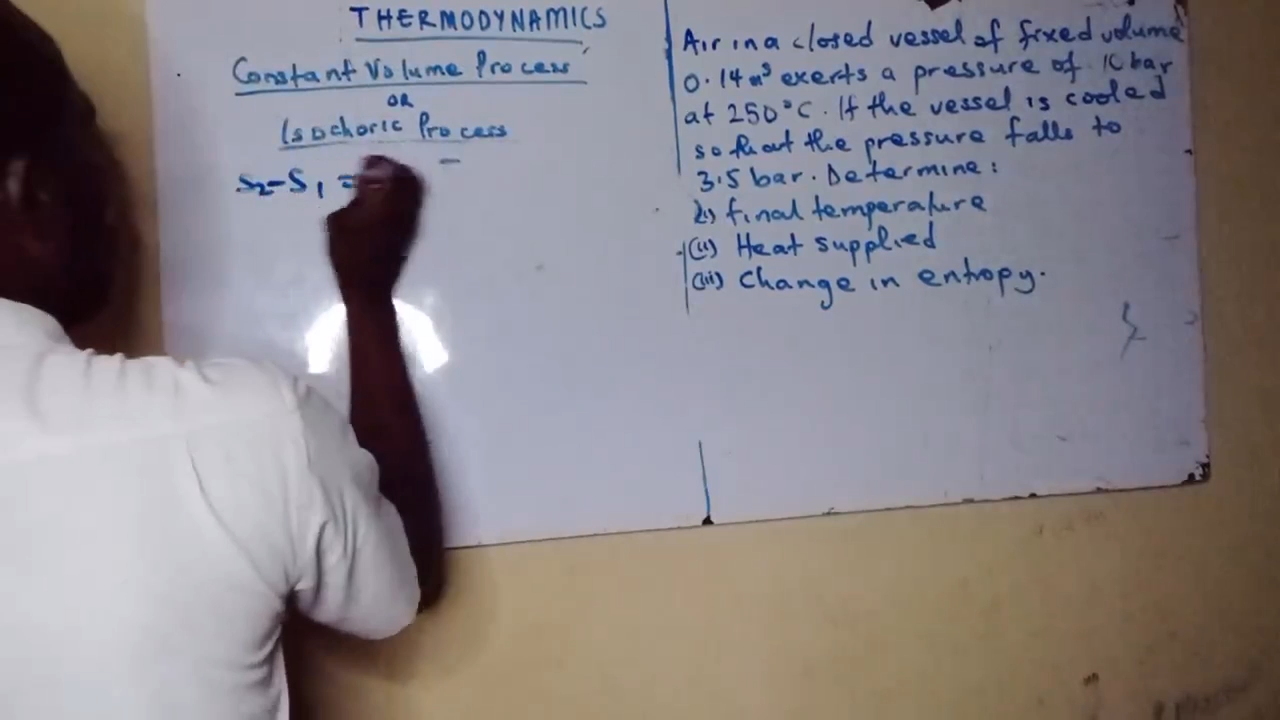 THERMODYNAMICS
Constant Volume Process
OR
Isochoric Process
S₂-S₁ =
Air in a closed vessel of fixed volume
0.14 m³ exerts a pressure of 10 bar
at 250°C. If the vessel is cooled
so that the pressure falls to
3.5 bar. Determine:
final temperature
(ii) Heat supplied
(iii) Change in entropy.